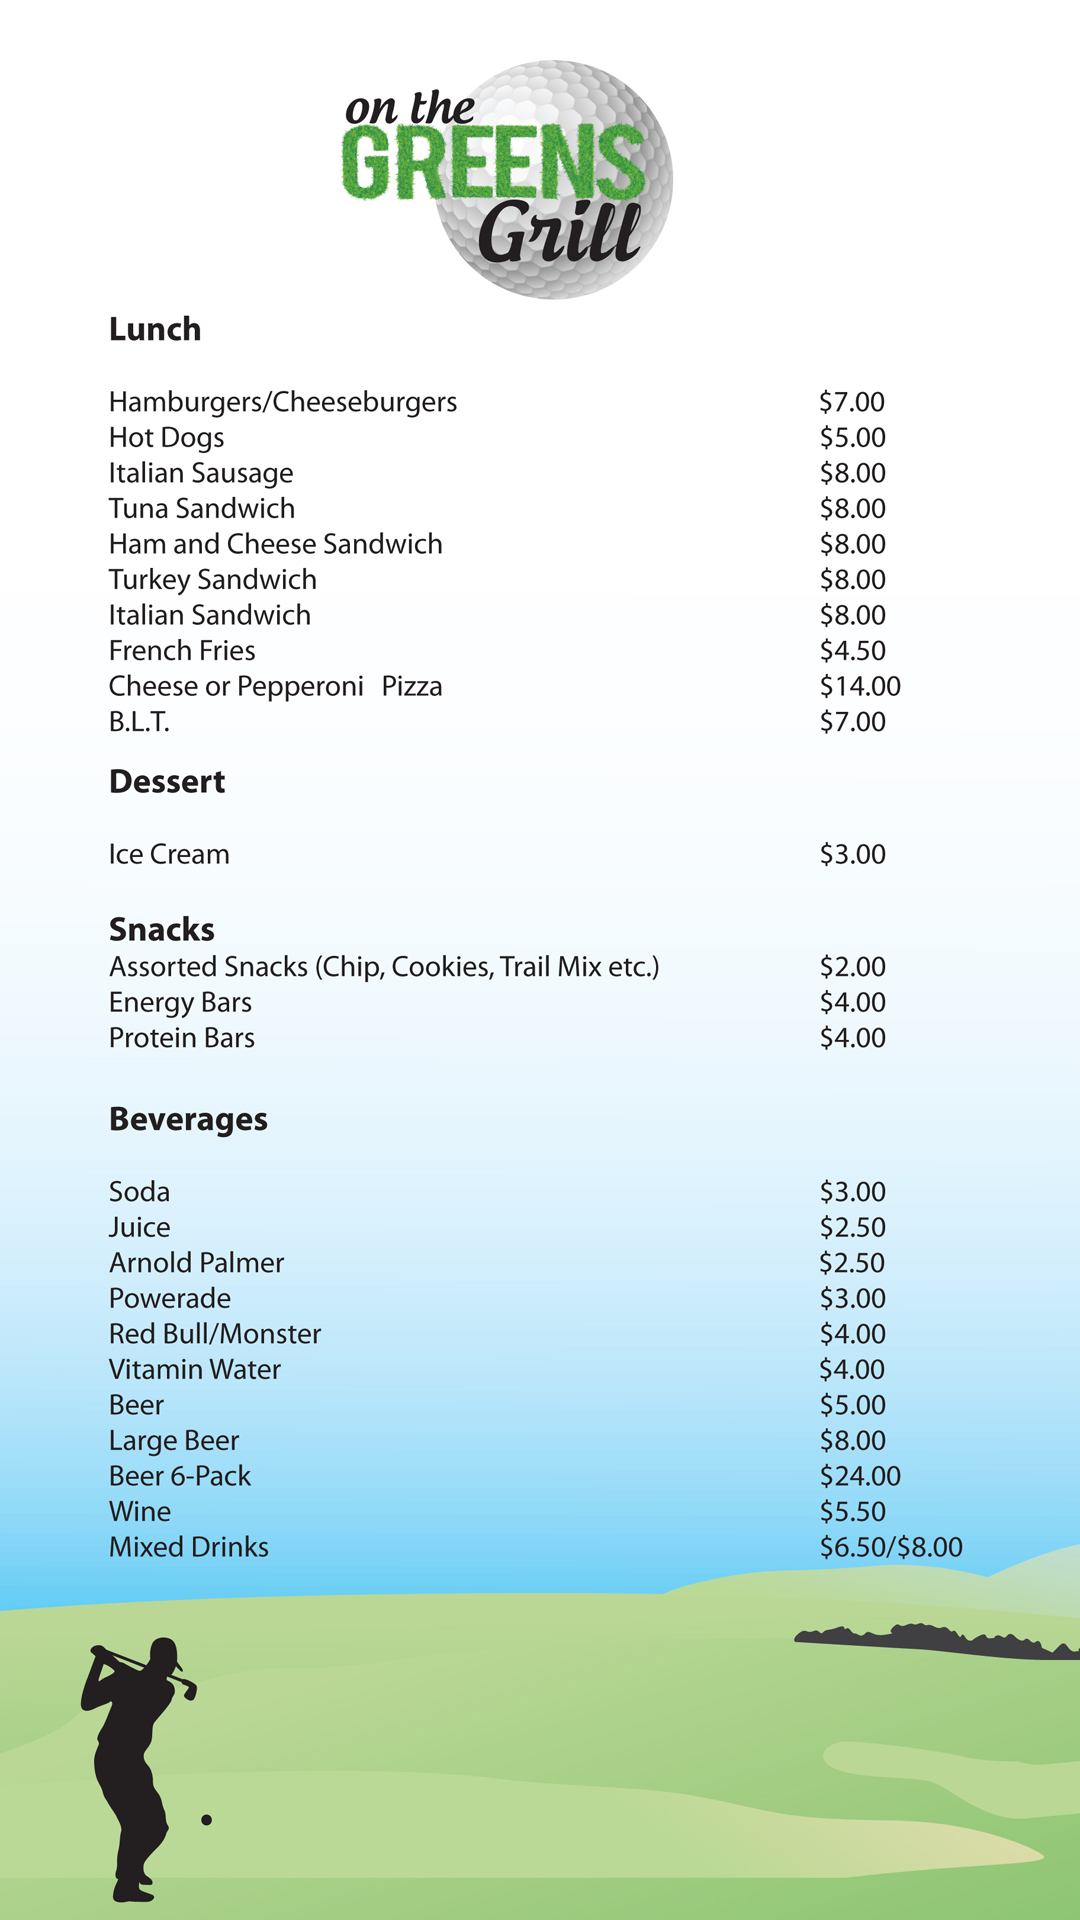 on the
GREENS
Grill
Lunch
Hamburgers/Cheeseburgers $7.00
Hot Dogs $5.00
Italian Sausage $8.00
Tuna Sandwich $8.00
Ham and Cheese Sandwich $8.00
Turkey Sandwich $8.00
Italian Sandwich $8.00
French Fries $4.50
Cheese or Pepperoni Pizza $14.00
B.L.T. $7.00
Dessert
Ice Cream $3.00
Snacks
Assorted Snacks (Chip, Cookies, Trail Mix etc.) $2.00
Energy Bars $4.00
Protein Bars $4.00
Beverages
Soda $3.00
Juice $2.50
Arnold Palmer $2.50
Powerade $3.00
Red Bull/Monster $4.00
Vitamin Water $4.00
Beer $5.00
Large Beer $8.00
Beer 6-Pack $24.00
Wine $5.50
Mixed Drinks $6.50/$8.00